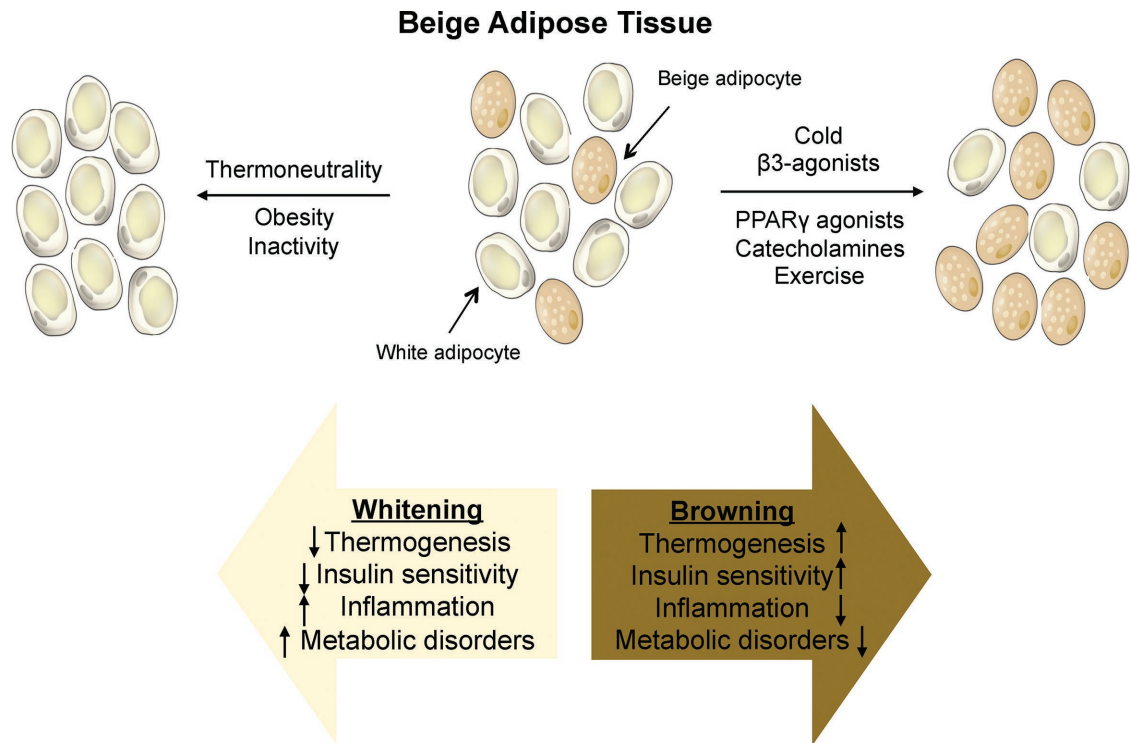 Beige Adipose Tissue
Beige adipocyte
Thermoneutrality
Obesity
Inactivity
Cold
β3-agonists
PPARγ agonists
Catecholamines
Exercise
White adipocyte
Whitening
↓ Thermogenesis
↓ Insulin sensitivity
↑ Inflammation
↑ Metabolic disorders
Browning
Thermogenesis ↑
Insulin sensitivity ↑
Inflammation ↓
Metabolic disorders ↓